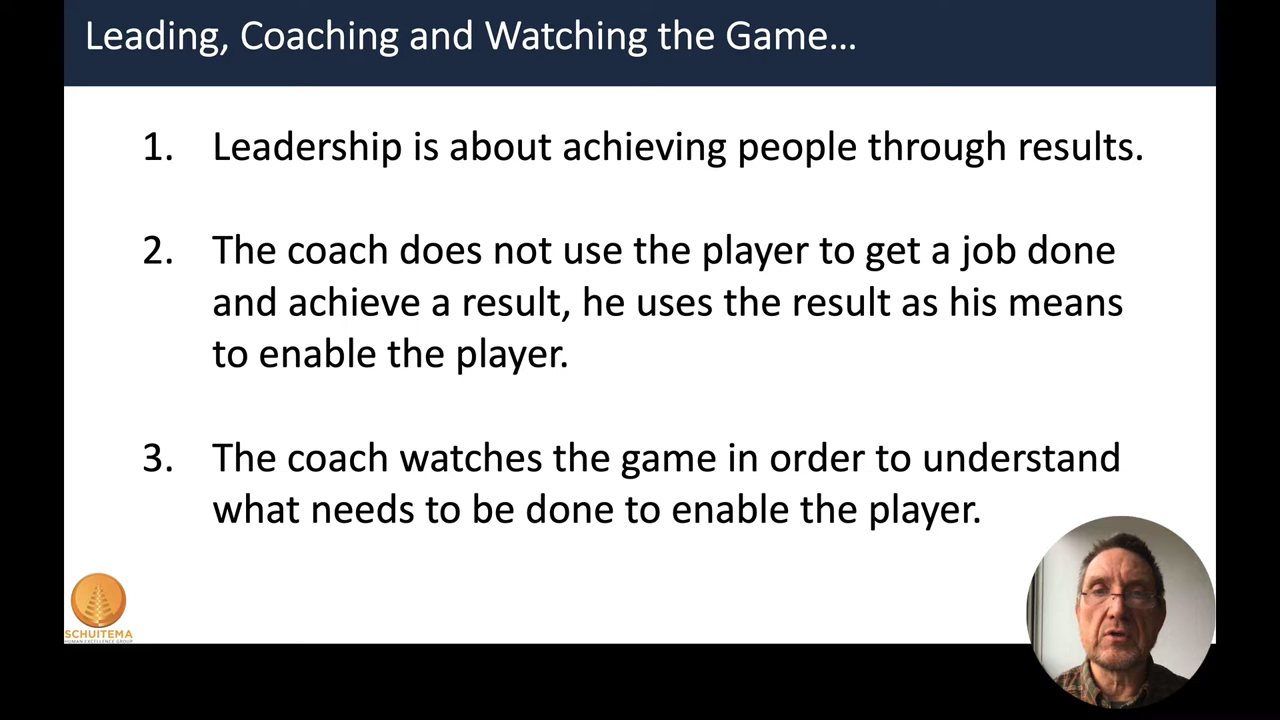 Leading, Coaching and Watching the Game...
1. Leadership is about achieving people through results.
2. The coach does not use the player to get a job done
and achieve a result, he uses the result as his means
to enable the player.
3. The coach watches the game in order to understand
what needs to be done to enable the player.
SCHUITEMA
HUMAN EXCELLENCE GROUP